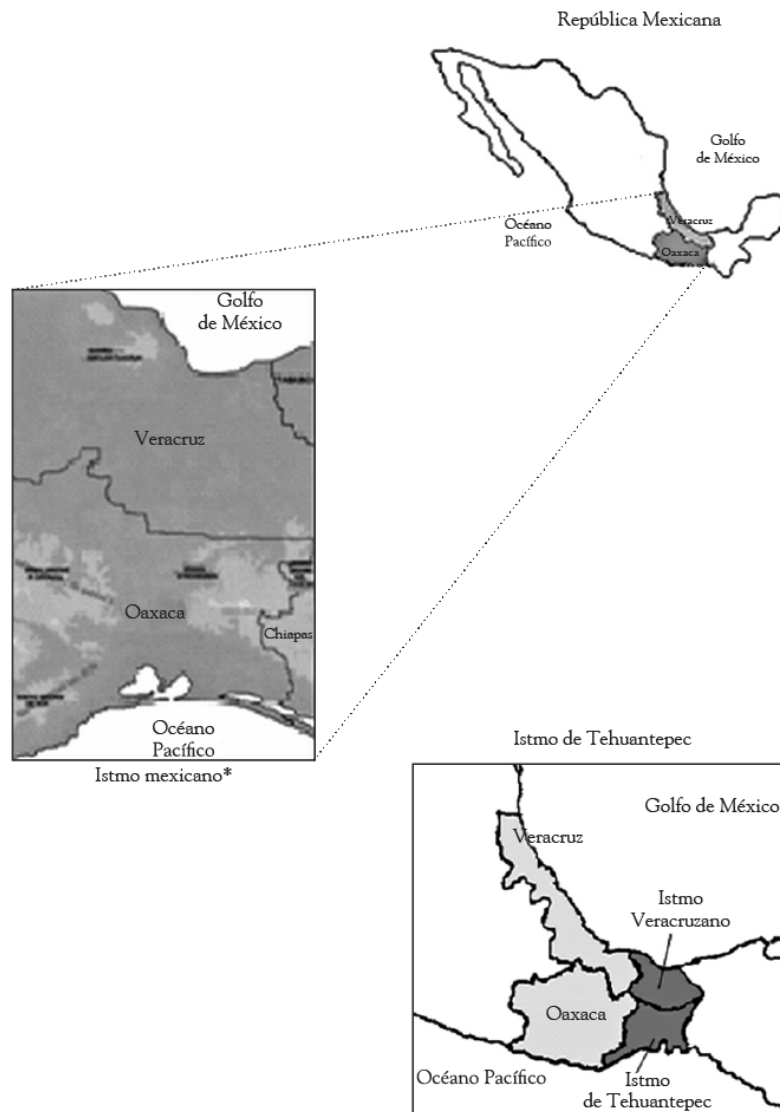 República Mexicana
Golfo
de México
Océano
Pacífico
Veracruz
Oaxaca
Golfo
de México
Veracruz
Oaxaca
Chiapas
Océano
Pacífico
Istmo mexicano*
Istmo de Tehuantepec
Golfo de México
Veracruz
Istmo
Veracruzano
Oaxaca
Océano Pacífico
Istmo
de Tehuantepec